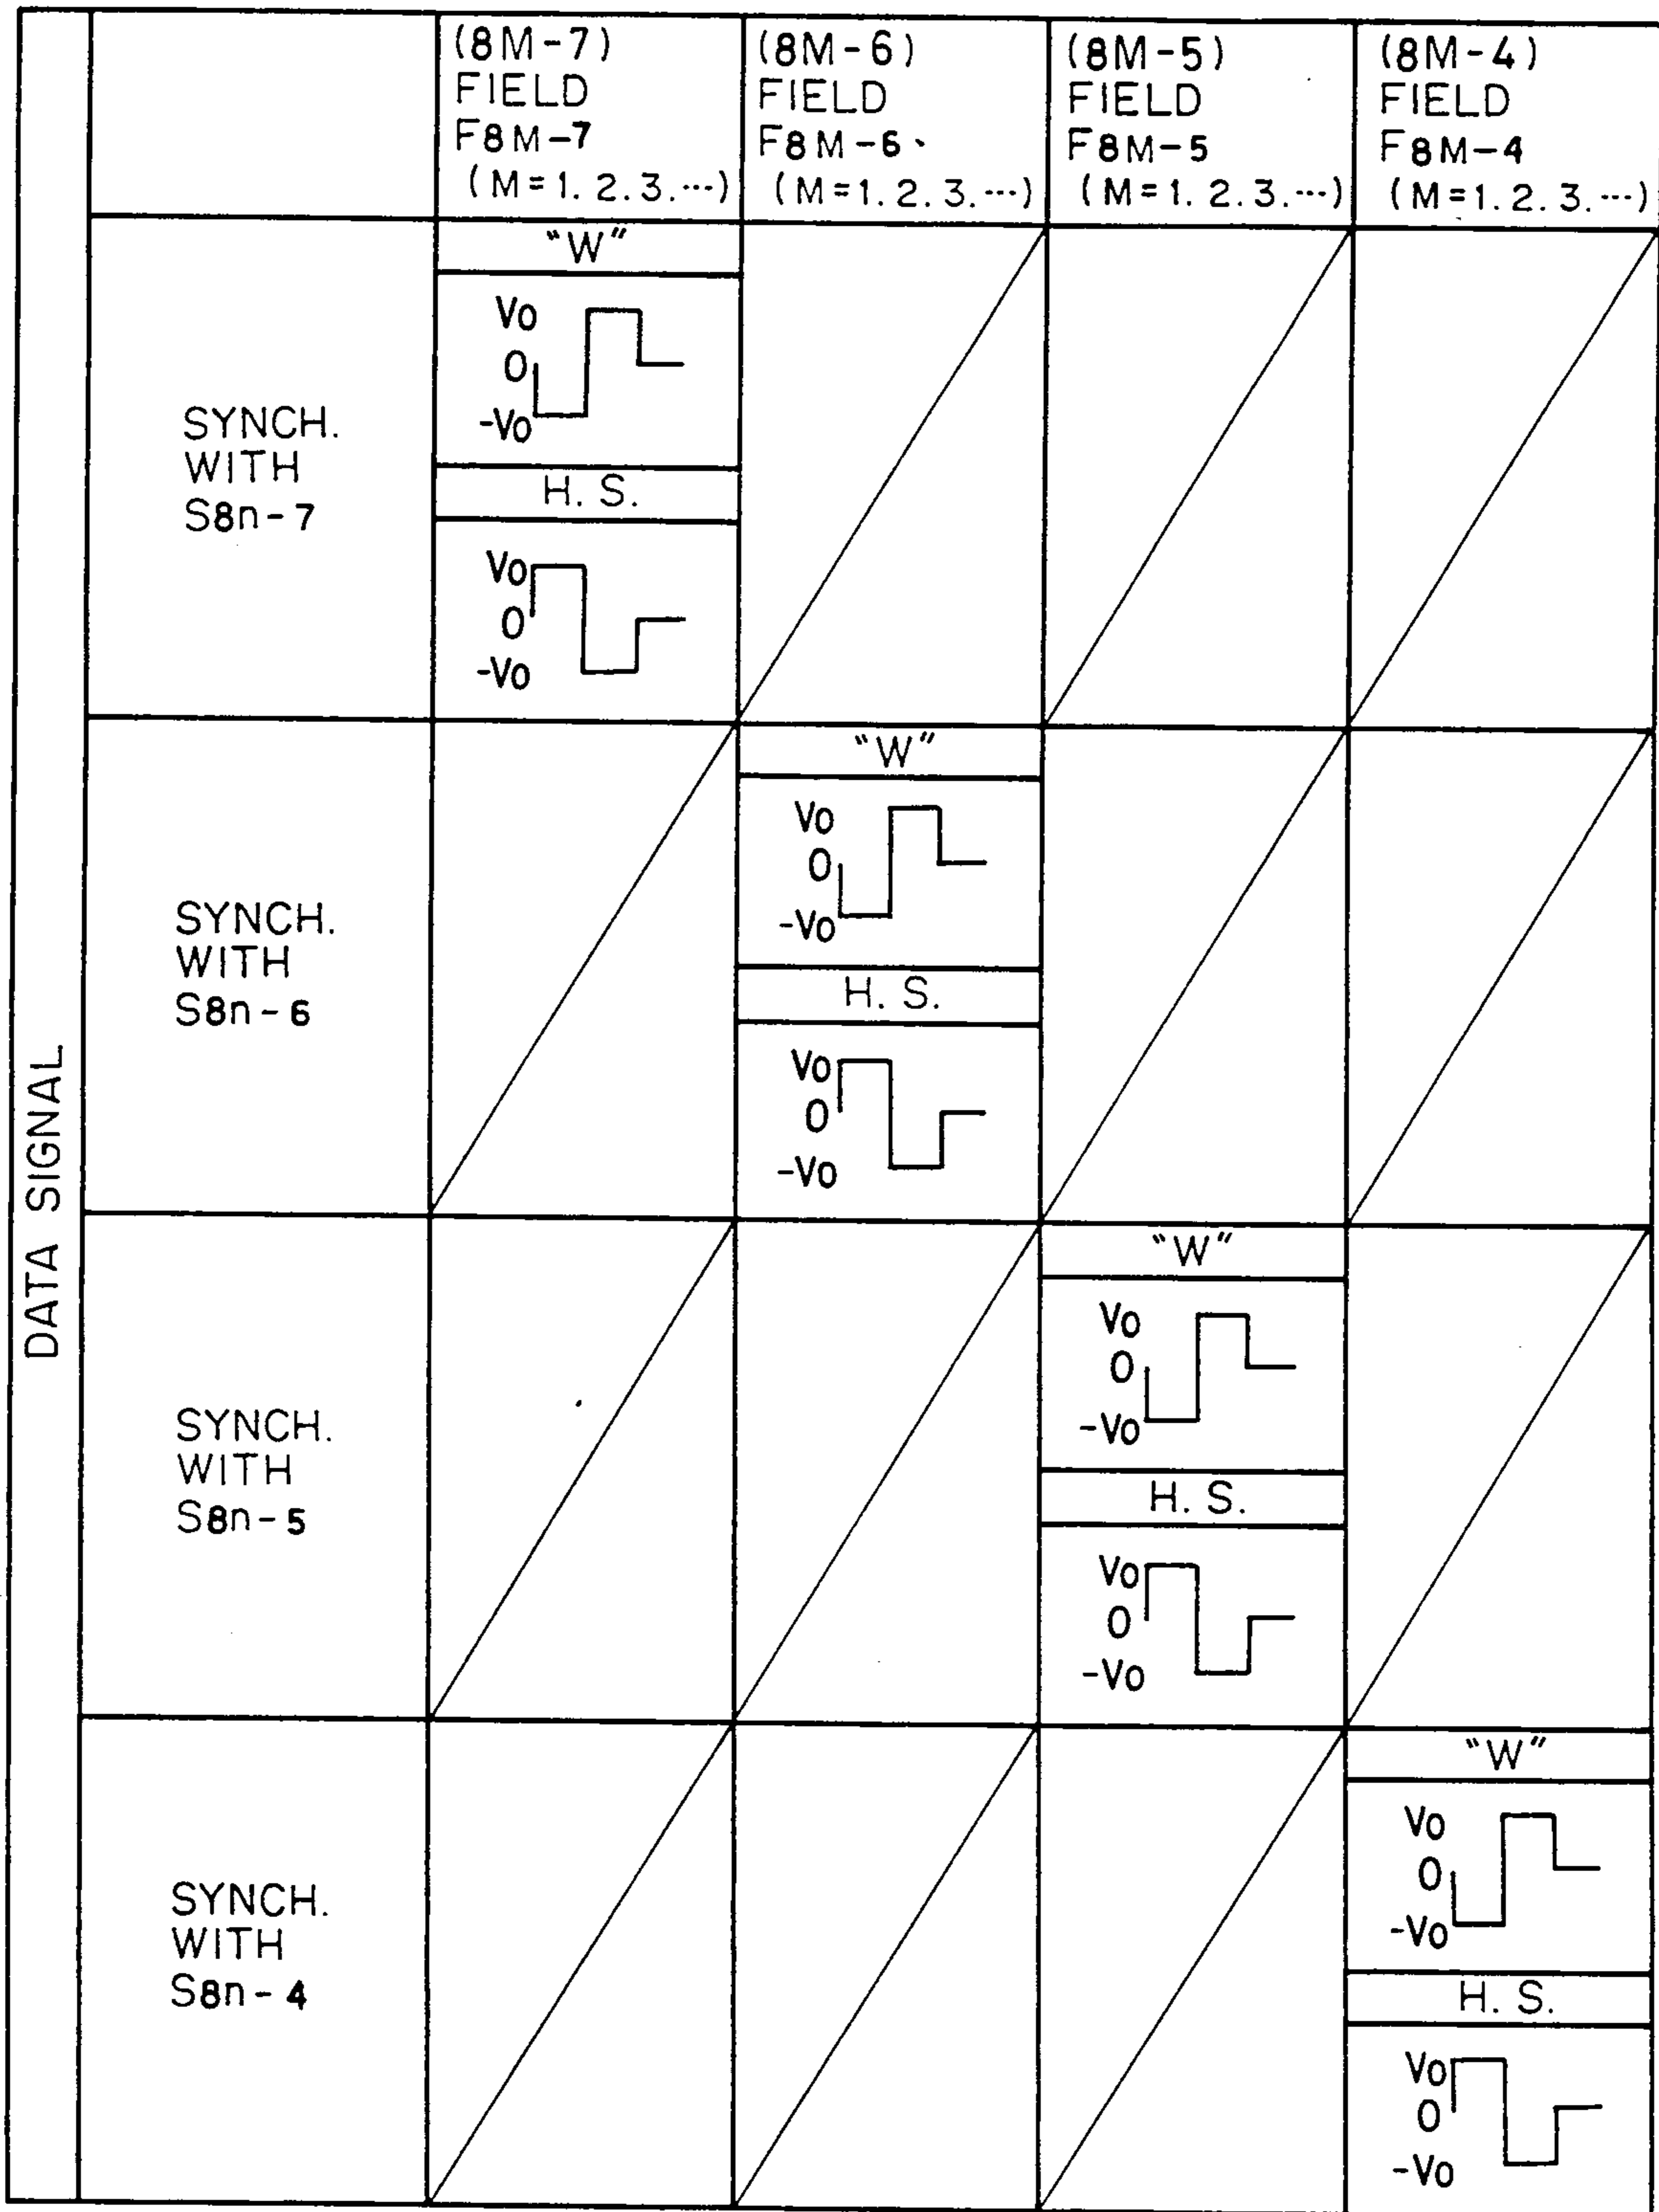 (8M-7)
FIELD
F8M-7
(M=1. 2. 3. ···)
(8M-6)
FIELD
F8M-6
(M=1. 2. 3. ···)
(8M-5)
FIELD
F8M-5
(M=1. 2. 3. ···)
(8M-4)
FIELD
F8M-4
(M=1. 2. 3. ···)
DATA SIGNAL
SYNCH.
WITH
S8n-7
"W"
Vo
0
-Vo
H. S.
Vo
0
-Vo
SYNCH.
WITH
S8n-6
"W"
Vo
0
-Vo
H. S.
Vo
0
-Vo
SYNCH.
WITH
S8n-5
"W"
Vo
0
-Vo
H. S.
Vo
0
-Vo
SYNCH.
WITH
S8n-4
"W"
Vo
0
-Vo
H. S.
Vo
0
-Vo